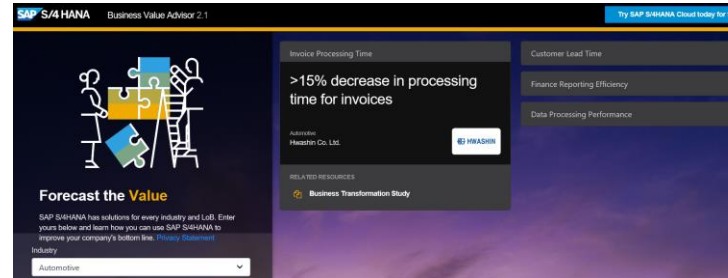 SAP S/4HANA
Business Value Advisor 2.1
Try SAP S/4HANA Cloud today for
Forecast the Value
SAP S/4HANA has solutions for every industry and LoB. Enter
yours below and learn how you can use SAP S/4HANA to
improve your company's bottom line. Privacy Statement
Industry
Automotive
Invoice Processing Time
>15% decrease in processing
time for invoices
Automotive
Hwashin Co. Ltd.
HWASHIN
RELATED RESOURCES
Business Transformation Study
Customer Lead Time
Finance Reporting Efficiency
Data Processing Performance